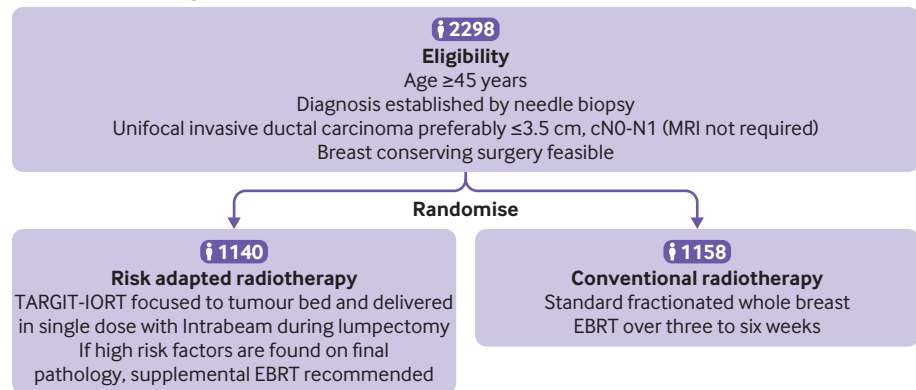 2298
Eligibility
Age ≥45 years
Diagnosis established by needle biopsy
Unifocal invasive ductal carcinoma preferably ≤3.5 cm, cN0-N1 (MRI not required)
Breast conserving surgery feasible
Randomise
1140
Risk adapted radiotherapy
TARGIT-IORT focused to tumour bed and delivered
in single dose with Intrabeam during lumpectomy
If high risk factors are found on final
pathology, supplemental EBRT recommended
1158
Conventional radiotherapy
Standard fractionated whole breast
EBRT over three to six weeks